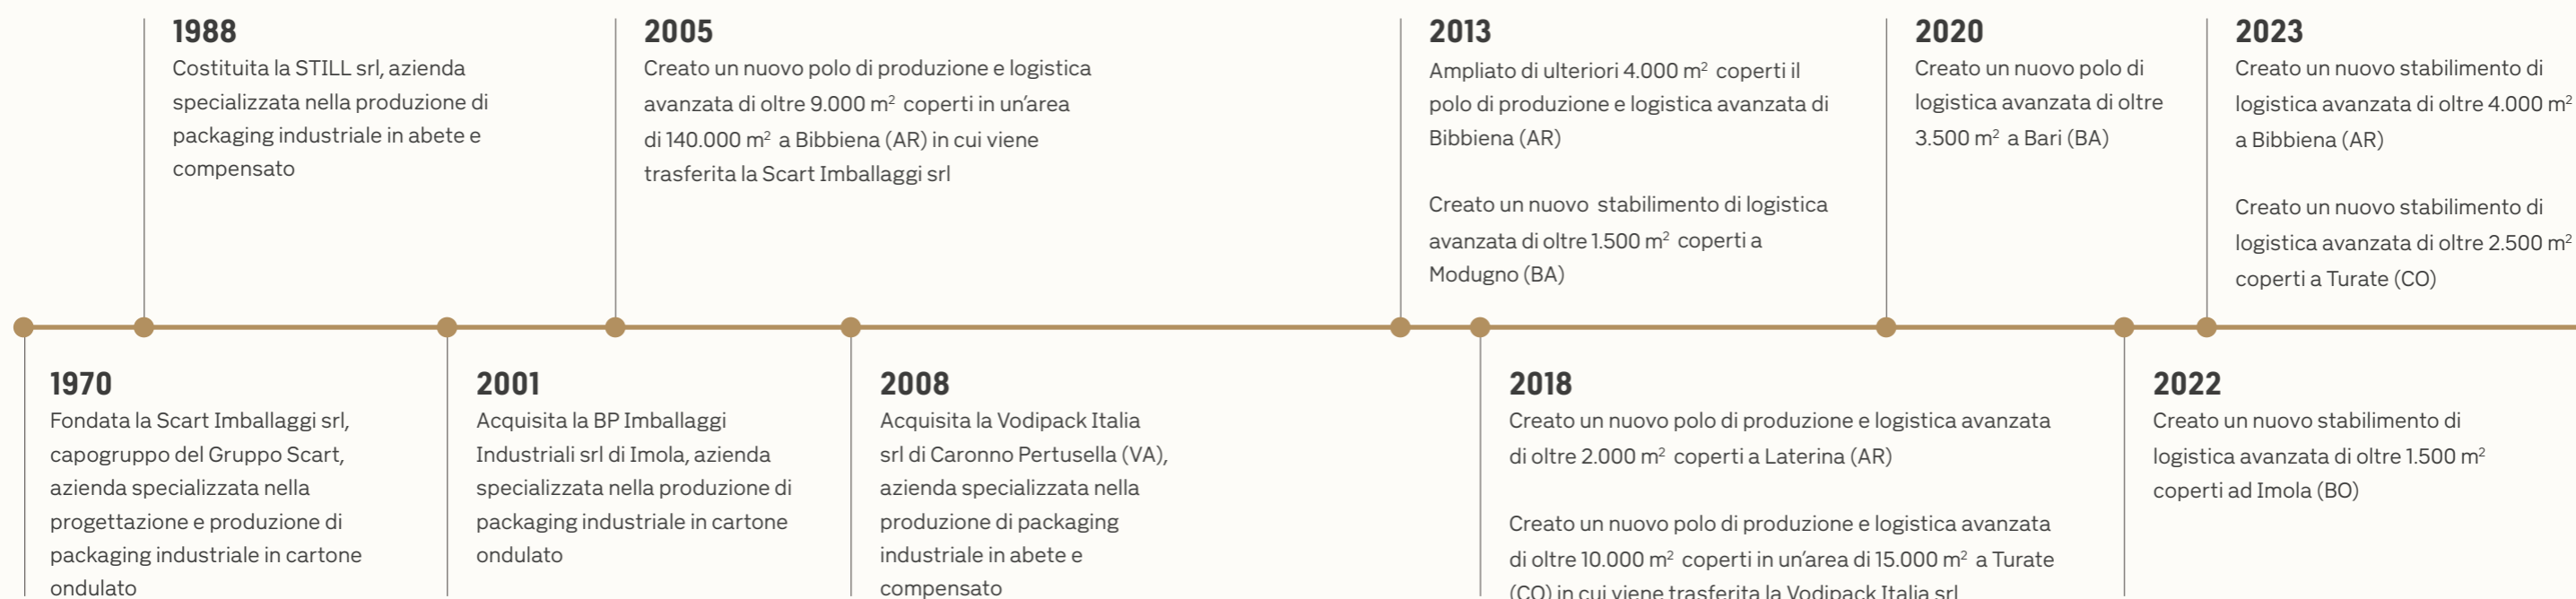 1988
Costituita la STILL srl, azienda
specializzata nella produzione di
packaging industriale in abete e
compensato
2005
Creato un nuovo polo di produzione e logistica
avanzata di oltre 9.000 m² coperti in un’area
di 140.000 m² a Bibbiena (AR) in cui viene
trasferita la Scart Imballaggi srl
2013
Ampliato di ulteriori 4.000 m² coperti il
polo di produzione e logistica avanzata di
Bibbiena (AR)
Creato un nuovo stabilimento di logistica
avanzata di oltre 1.500 m² coperti a
Modugno (BA)
2020
Creato un nuovo polo di
logistica avanzata di oltre
3.500 m² a Bari (BA)
2023
Creato un nuovo stabilimento di
logistica avanzata di oltre 4.000 m²
a Bibbiena (AR)
Creato un nuovo stabilimento di
logistica avanzata di oltre 2.500 m²
coperti a Turate (CO)
1970
Fondata la Scart Imballaggi srl,
capogruppo del Gruppo Scart,
azienda specializzata nella
progettazione e produzione di
packaging industriale in cartone
ondulato
2001
Acquisita la BP Imballaggi
Industriali srl di Imola, azienda
specializzata nella produzione di
packaging industriale in cartone
ondulato
2008
Acquisita la Vodipack Italia
srl di Caronno Pertusella (VA),
azienda specializzata nella
produzione di packaging
industriale in abete e
compensato
2018
Creato un nuovo polo di produzione e logistica avanzata
di oltre 2.000 m² coperti a Laterina (AR)
Creato un nuovo polo di produzione e logistica avanzata
di oltre 10.000 m² coperti in un’area di 15.000 m² a Turate
(CO) in cui viene trasferita la Vodipack Italia srl
2022
Creato un nuovo stabilimento di
logistica avanzata di oltre 1.500 m²
coperti ad Imola (BO)